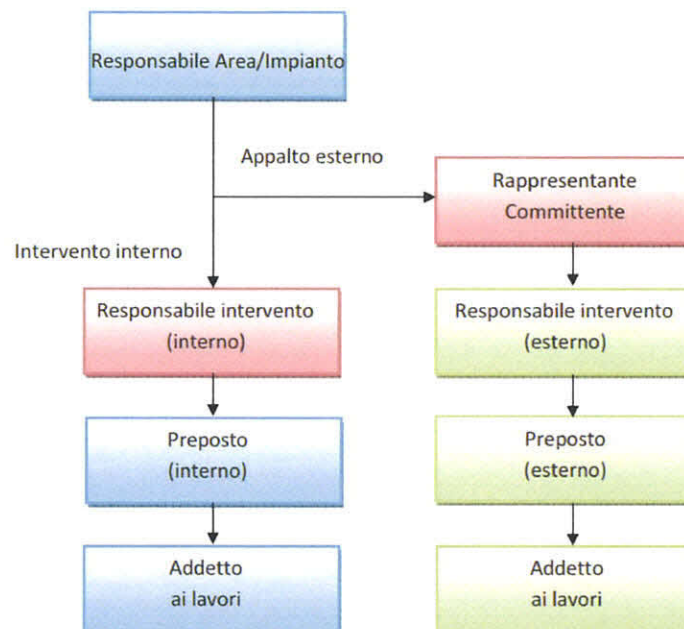 Responsabile Area/Impianto
Appalto esterno
Rappresentante
Committente
Intervento interno
Responsabile intervento
(interno)
Responsabile intervento
(esterno)
Preposto
(interno)
Preposto
(esterno)
Addetto
ai lavori
Addetto
ai lavori